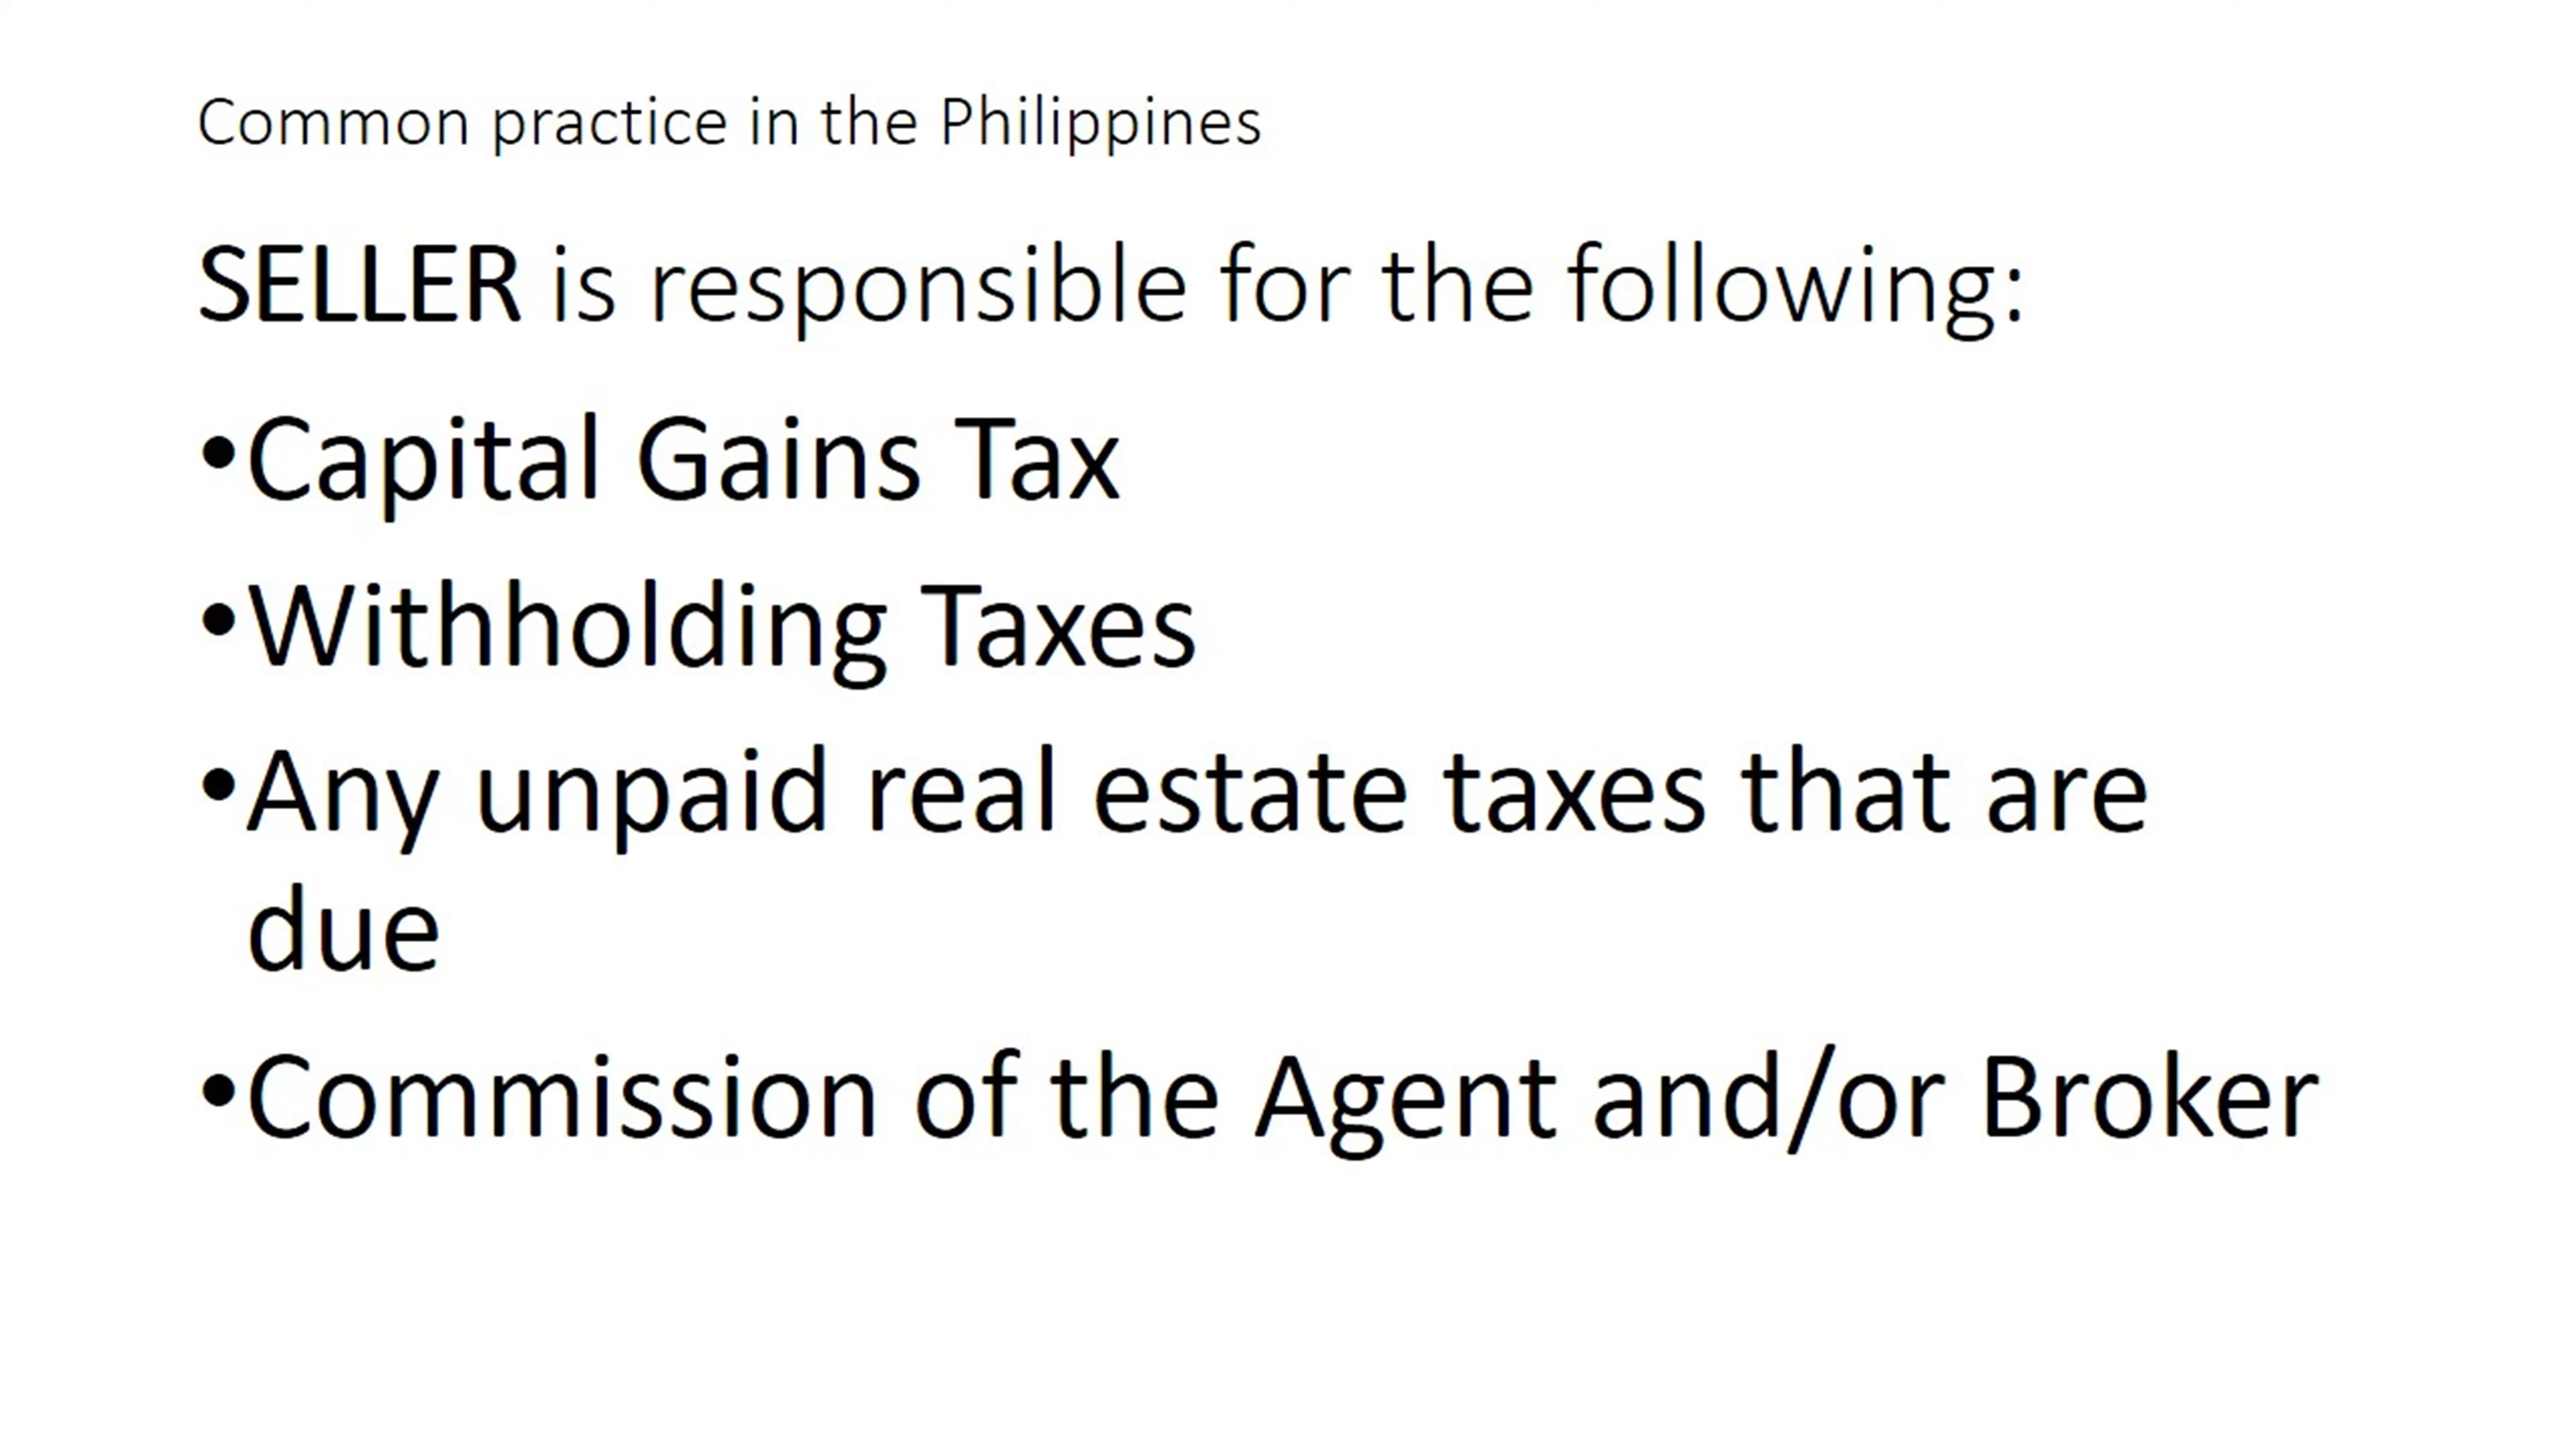 Common practice in the Philippines
SELLER is responsible for the following:
•Capital Gains Tax
•Withholding Taxes
•Any unpaid real estate taxes that are
due
•Commission of the Agent and/or Broker